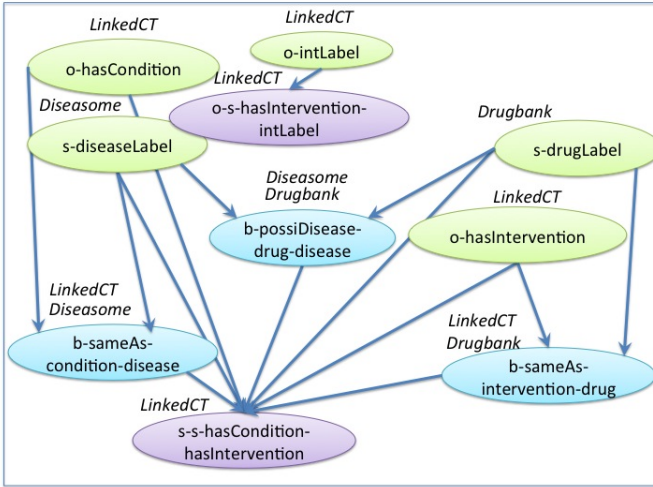 LinkedCT
o-hasCondition
LinkedCT
o-intLabel
LinkedCT
o-s-hasIntervention-
intLabel
Diseasome
s-diseaseLabel
Drugbank
s-drugLabel
Diseasome
Drugbank
b-possiDisease-
drug-disease
LinkedCT
o-hasIntervention
LinkedCT
Diseasome
b-sameAs-
condition-disease
LinkedCT
Drugbank
b-sameAs-
intervention-drug
LinkedCT
s-s-hasCondition-
hasIntervention